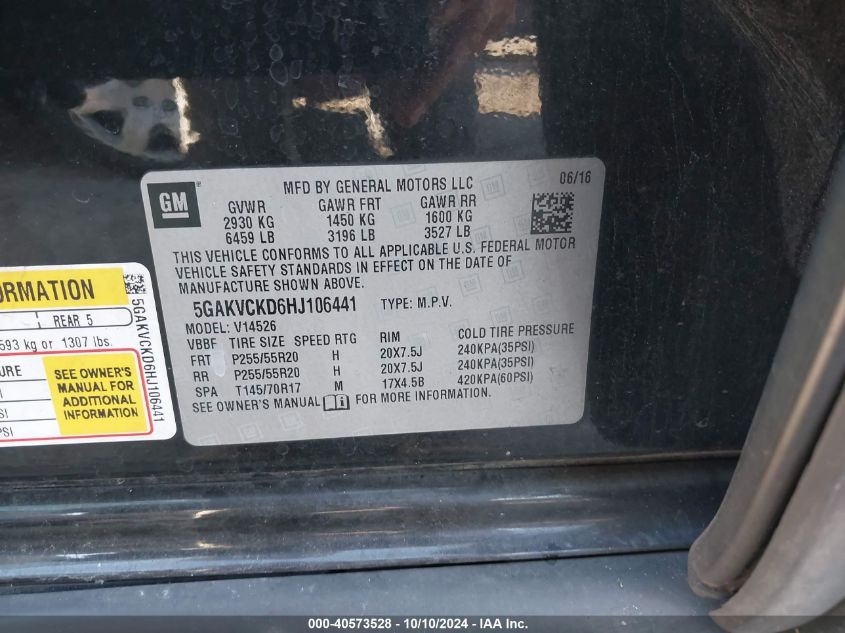 GM
MFD BY GENERAL MOTORS LLC 06/16
GVWR GAWR FRT GAWR RR
2930 KG 1450 KG 1600 KG
6459 LB 3196 LB 3527 LB
THIS VEHICLE CONFORMS TO ALL APPLICABLE U.S. FEDERAL MOTOR
VEHICLE SAFETY STANDARDS IN EFFECT ON THE DATE OF
MANUFACTURE SHOWN ABOVE.
5GAKVCKD6HJ106441 TYPE: M.P.V.
MODEL: V14526
VBBF TIRE SIZE SPEED RTG RIM COLD TIRE PRESSURE
FRT P255/55R20 H 20X7.5J 240KPA(35PSI)
RR P255/55R20 H 20X7.5J 240KPA(35PSI)
SPA T145/70R17 M 17X4.5B 420KPA(60PSI)
SEE OWNER'S MANUAL FOR MORE INFORMATION.
REAR 5
593 kg or 1307 lbs.
SEE OWNER'S
MANUAL FOR
ADDITIONAL
INFORMATION
5GAKVCKD6HJ106441
000-40573528 - 10/10/2024 - IAA Inc.